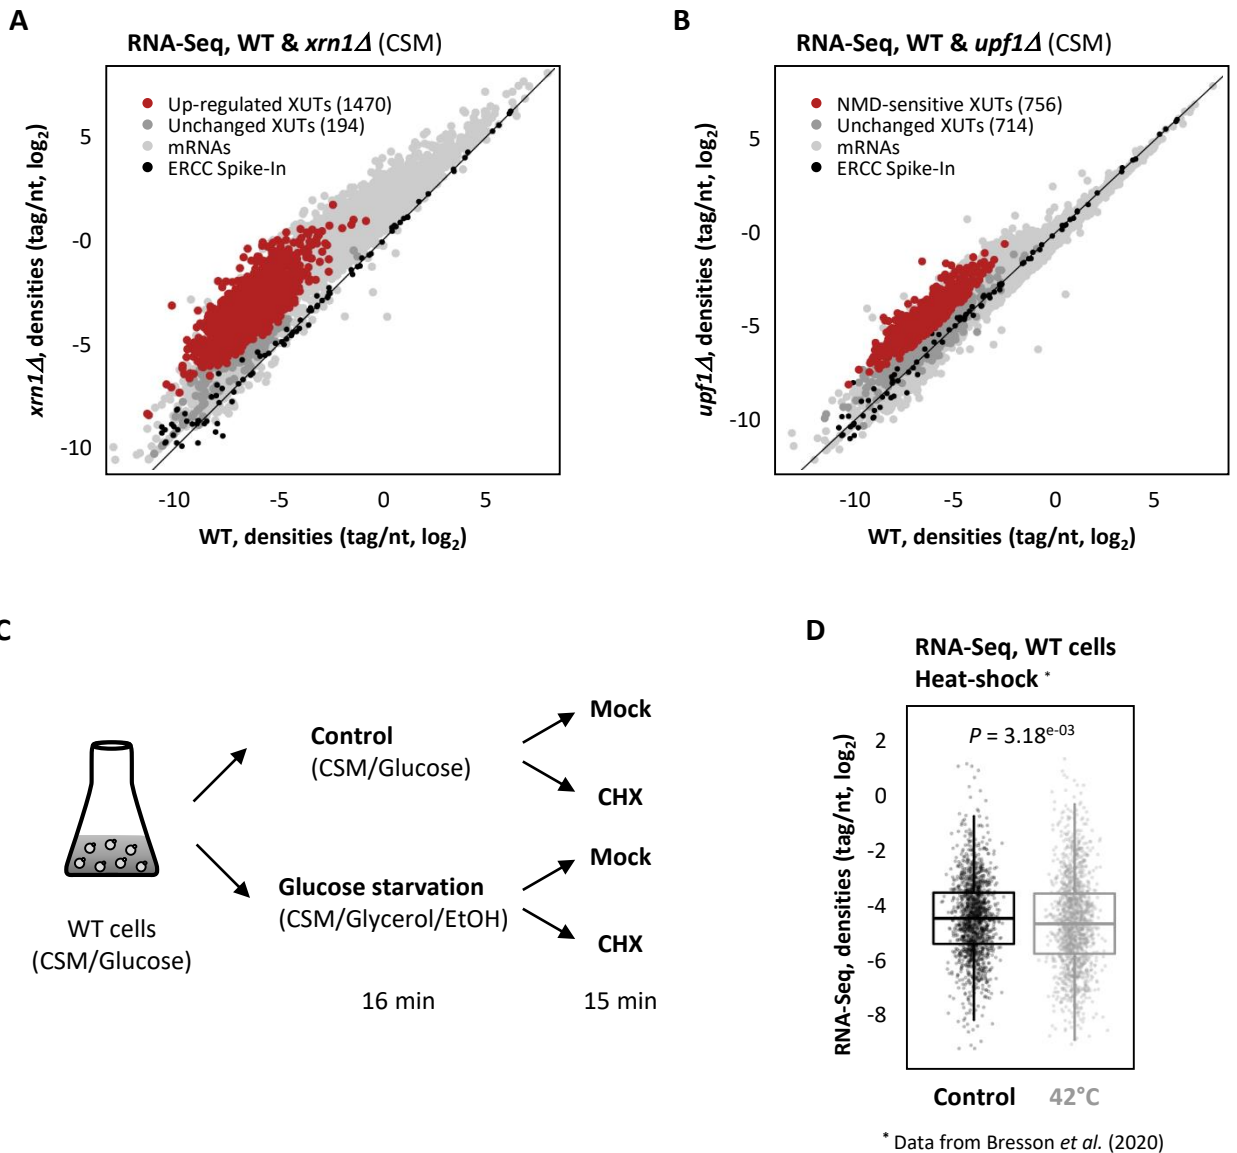 A
RNA-Seq, WT & xrn1Δ (CSM)
Up-regulated XUTs (1470)
Unchanged XUTs (194)
mRNAs
ERCC Spike-In
xrn1Δ, densities (tag/nt, log2)
5
-0
-5
-10
-10 -5 0 5
WT, densities (tag/nt, log2)
B
RNA-Seq, WT & upf1Δ (CSM)
NMD-sensitive XUTs (756)
Unchanged XUTs (714)
mRNAs
ERCC Spike-In
upf1Δ, densities (tag/nt, log2)
5
-0
-5
-10
-10 -5 0 5
WT, densities (tag/nt, log2)
C
WT cells
(CSM/Glucose)
Control
(CSM/Glucose)
Mock
CHX
Glucose starvation
(CSM/Glycerol/EtOH)
Mock
CHX
16 min
15 min
D
RNA-Seq, WT cells
Heat-shock *
P = 3.18e-03
RNA-Seq, densities (tag/nt, log2)
2
0
-2
-4
-6
-8
Control 42°C
* Data from Bresson et al. (2020)